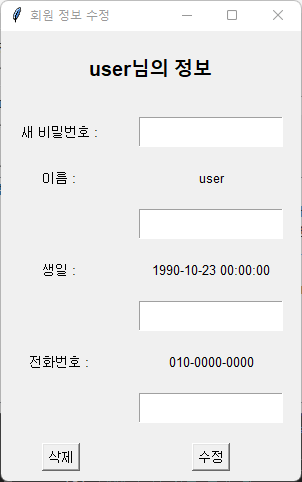 회원 정보 수정
user님의 정보
새 비밀번호 :
이름 : user
생일 : 1990-10-23 00:00:00
전화번호 : 010-0000-0000
삭제 수정